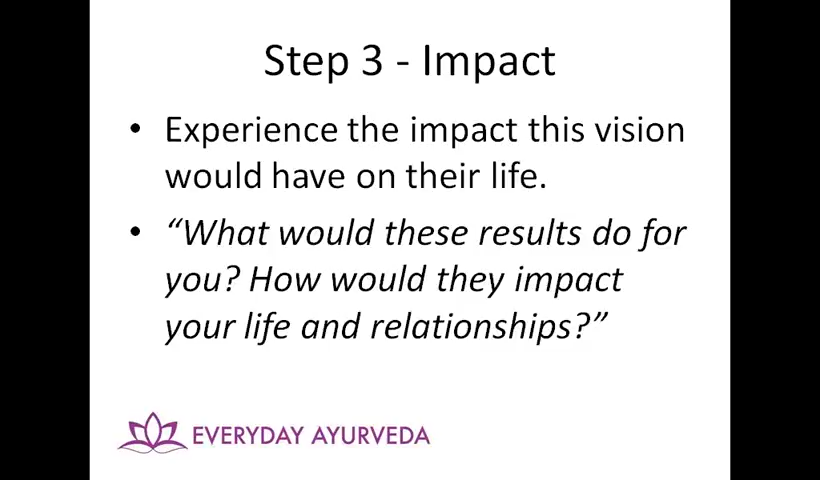 Step 3 - Impact
• Experience the impact this vision
would have on their life.
• “What would these results do for
you? How would they impact
your life and relationships?”
EVERYDAY AYURVEDA